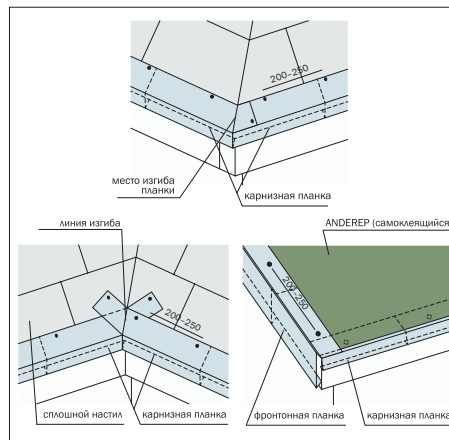 200–250
место изгиба
планки
карнизная планка
линия изгиба
ANDEREP (самоклеящийся
200–250
200–250
сплошной настил
карнизная планка
фронтонная планка
карнизная планка